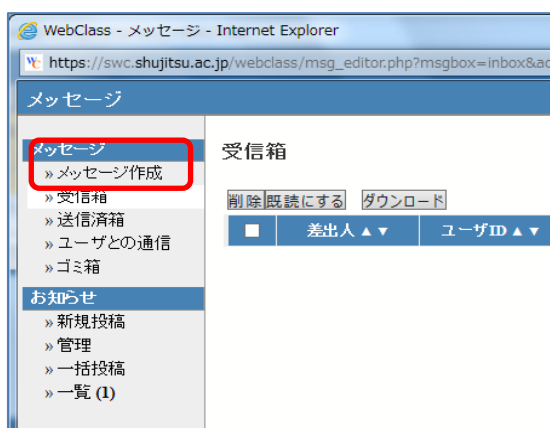 WebClass - メッセージ - Internet Explorer
https://swc.shujitsu.ac.jp/webclass/msg_editor.php?msgbox=inbox&ac
メッセージ
メッセージ
» メッセージ作成
» 受信箱
» 送信済箱
» ユーザとの通信
» ゴミ箱
お知らせ
» 新規投稿
» 管理
» 一括投稿
» 一覧 (1)
受信箱
削除 既読にする ダウンロード
差出人 ▲ ▼ ユーザID ▲ ▼